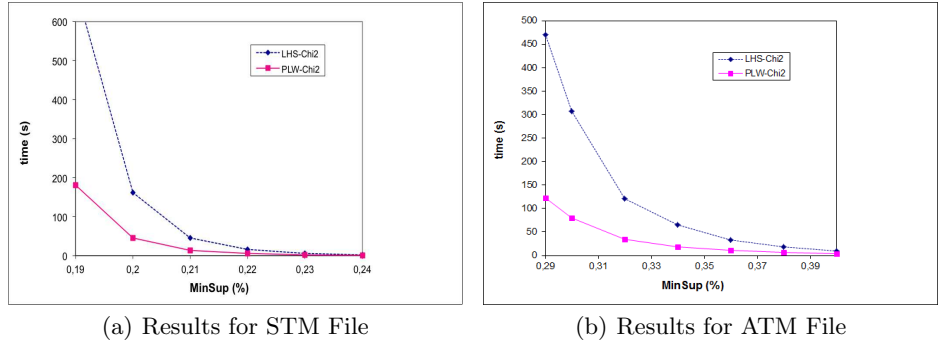 600
500
400
300
200
100
0
time (s)
LHS-Chi2
PLW-Chi2
0,19 0,2 0,21 0,22 0,23 0,24
MinSup (%)
(a) Results for STM File
500
450
400
350
300
250
200
150
100
50
0
time (s)
LHS-Chi2
PLW-Chi2
0,29 0,31 0,33 0,35 0,37 0,39
MinSup (%)
(b) Results for ATM File